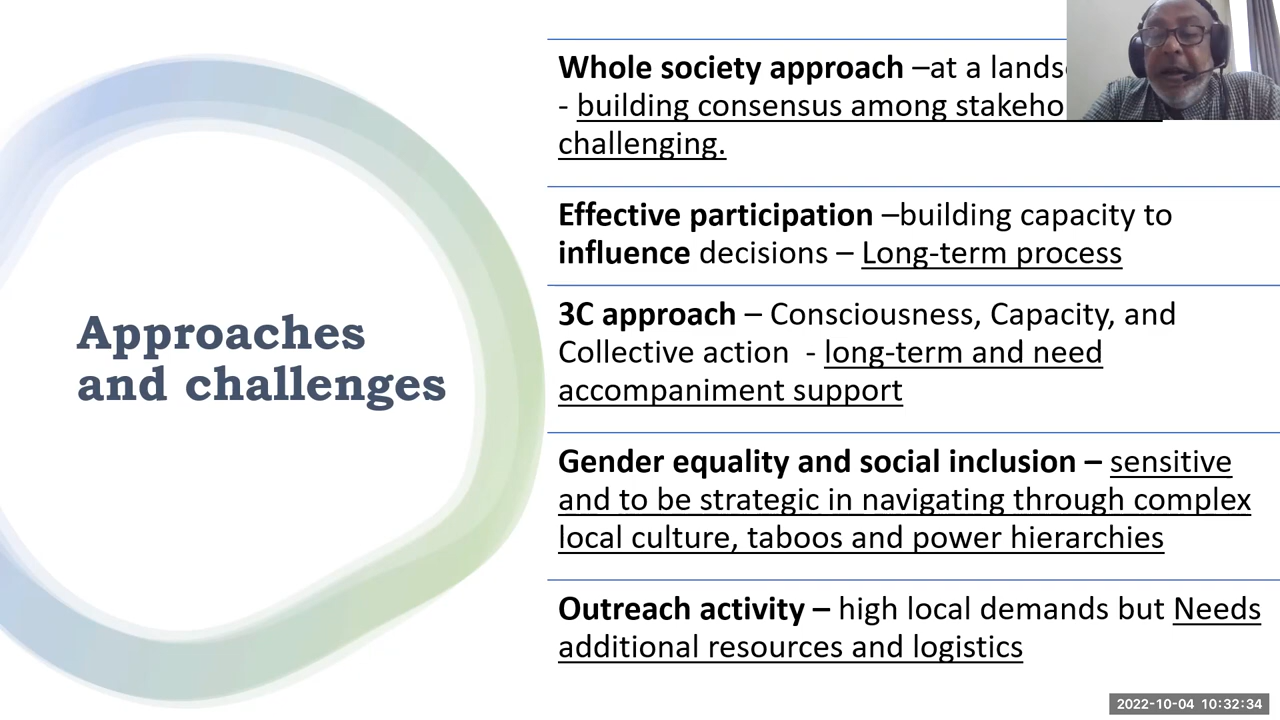 Approaches
and challenges
Whole society approach –at a
- building consensus among
challenging.
Effective participation –building capacity to
influence decisions – Long-term process
3C approach – Consciousness, Capacity, and
Collective action - long-term and need
accompaniment support
Gender equality and social inclusion – sensitive
and to be strategic in navigating through complex
local culture, taboos and power hierarchies
Outreach activity – high local demands but Needs
additional resources and logistics
2022-10-04 10:32:34